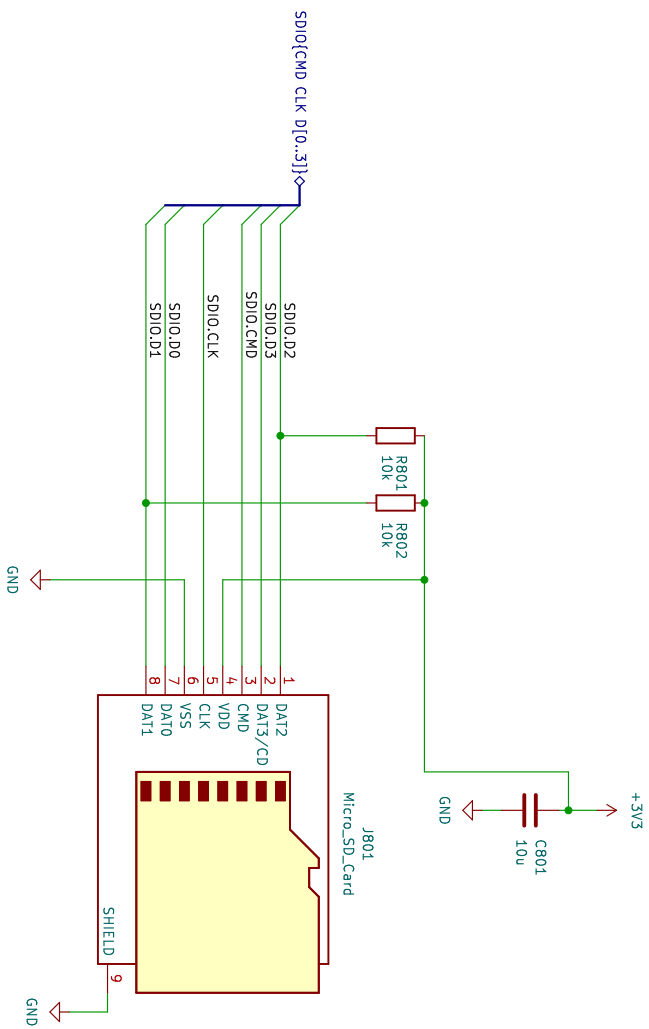 SDIO{CMD CLK D[0..3]}
SDIO.D2
SDIO.D3
SDIO.CMD
SDIO.CLK
SDIO.D0
SDIO.D1
R801
10k
R802
10k
+3V3
C801
10u
GND
GND
1
2
3
4
5
6
7
8
DAT2
DAT3/CD
CMD
VDD
CLK
VSS
DAT0
DAT1
J801
Micro_SD_Card
SHIELD
9
GND